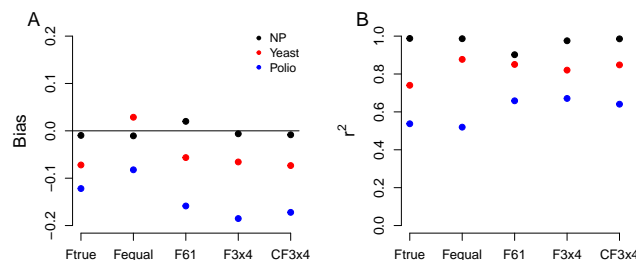 A
Bias
0.2
0.1
0.0
−0.1
−0.2
NP
Yeast
Polio
Ftrue Fequal F61 F3x4 CF3x4
B
r²
1.0
0.8
0.6
0.4
0.2
0.0
Ftrue Fequal F61 F3x4 CF3x4